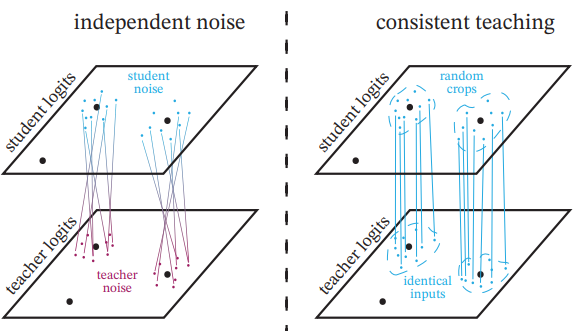 independent noise
student logits
student
noise
teacher logits
teacher
noise
consistent teaching
student logits
random
crops
teacher logits
identical
inputs